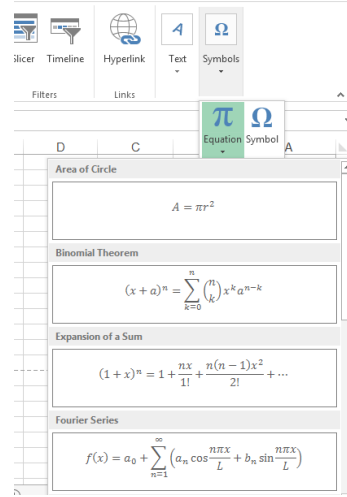 Slicer Timeline Hyperlink Text Symbols
Filters Links
π Ω
Equation Symbol
D C A
Area of Circle
A = πr²
Binomial Theorem
(x + a)ⁿ = ∑ₖ₌₀ⁿ (n k) xᵏaⁿ⁻ᵏ
Expansion of a Sum
(1 + x)ⁿ = 1 + nx/1! + n(n − 1)x²/2! + ⋯
Fourier Series
f(x) = a₀ + ∑ₙ₌₁^∞ (aₙ cos nπx/L + bₙ sin nπx/L)